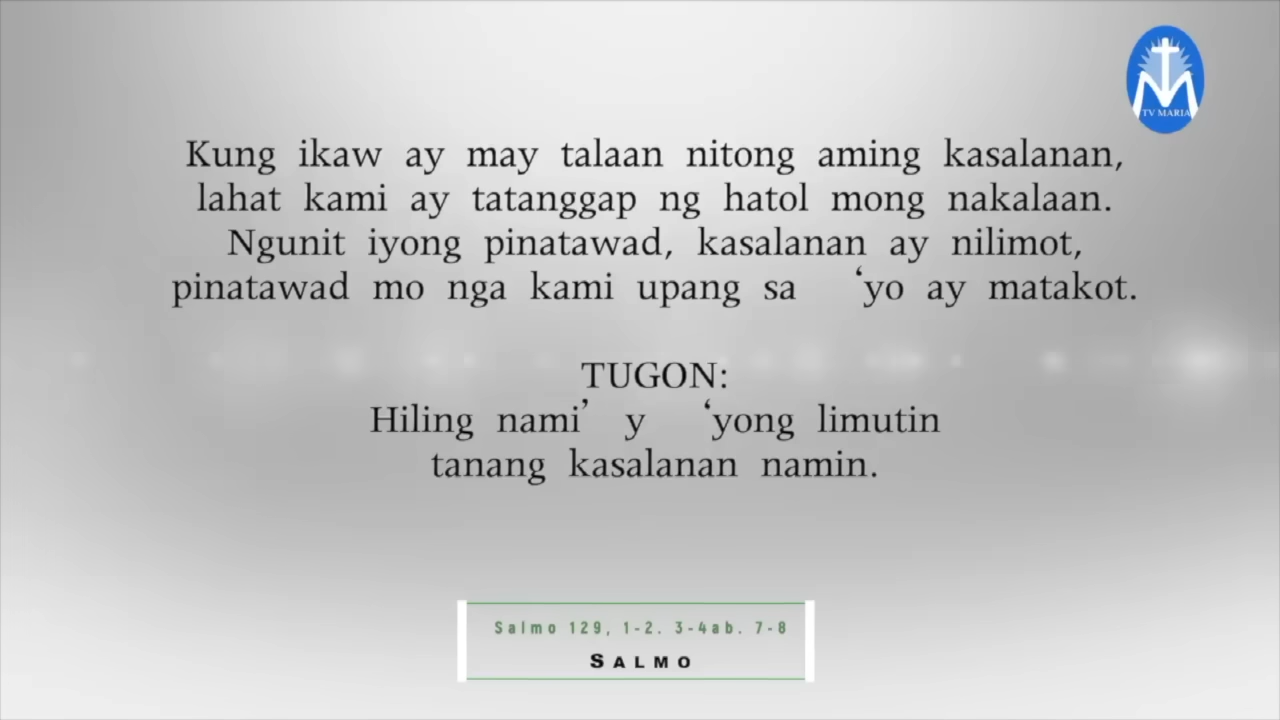 TV MARIA
Kung ikaw ay may talaan nitong aming kasalanan,
lahat kami ay tatanggap ng hatol mong nakalaan.
Ngunit iyong pinatawad, kasalanan ay nilimot,
pinatawad mo nga kami upang sa ‘yo ay matakot.
TUGON:
Hiling nami’ y ‘yong limutin
tanang kasalanan namin.
Salmo 129, 1-2. 3-4ab. 7-8
SALMO